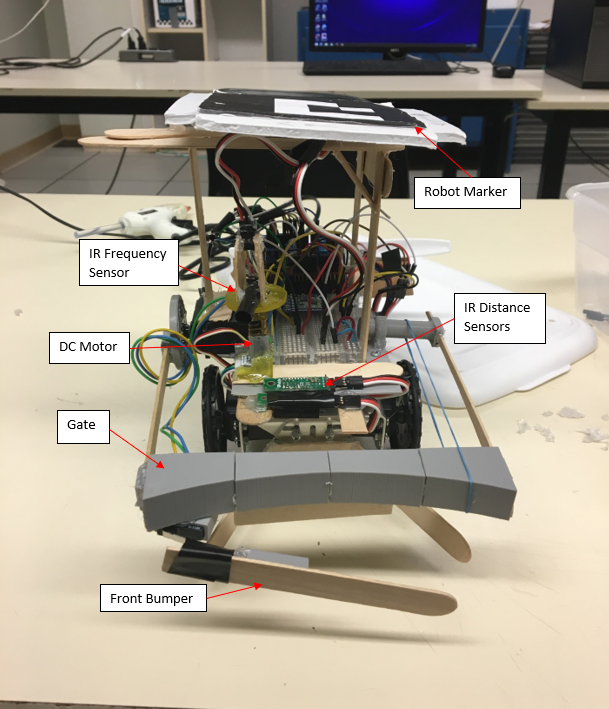 Robot Marker
IR Frequency
Sensor
IR Distance
Sensors
DC Motor
Gate
Front Bumper